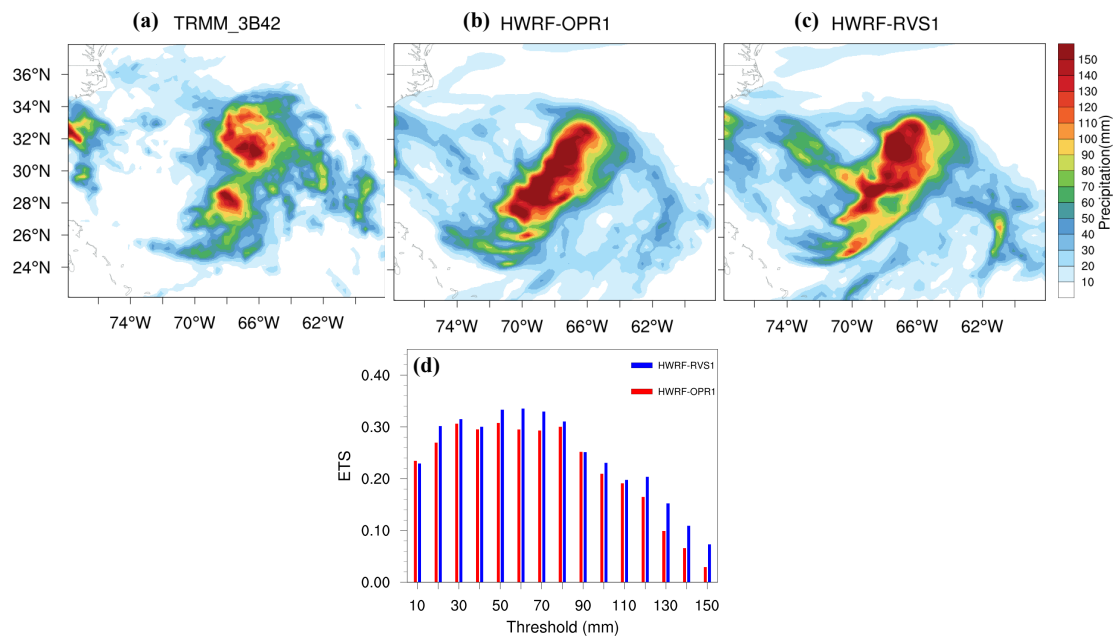 (a) TRMM_3B42
(b) HWRF-OPR1
(c) HWRF-RVS1
36°N
34°N
32°N
30°N
28°N
26°N
24°N
74°W 70°W 66°W 62°W
74°W 70°W 66°W 62°W
74°W 70°W 66°W 62°W
150
140
130
120
110
100
90
80
70
60
50
40
30
20
10
Precipitation(mm)
(d)
HWRF-RVS1
HWRF-OPR1
0.40
0.30
0.20
0.10
0.00
ETS
10 30 50 70 90 110 130 150
Threshold (mm)